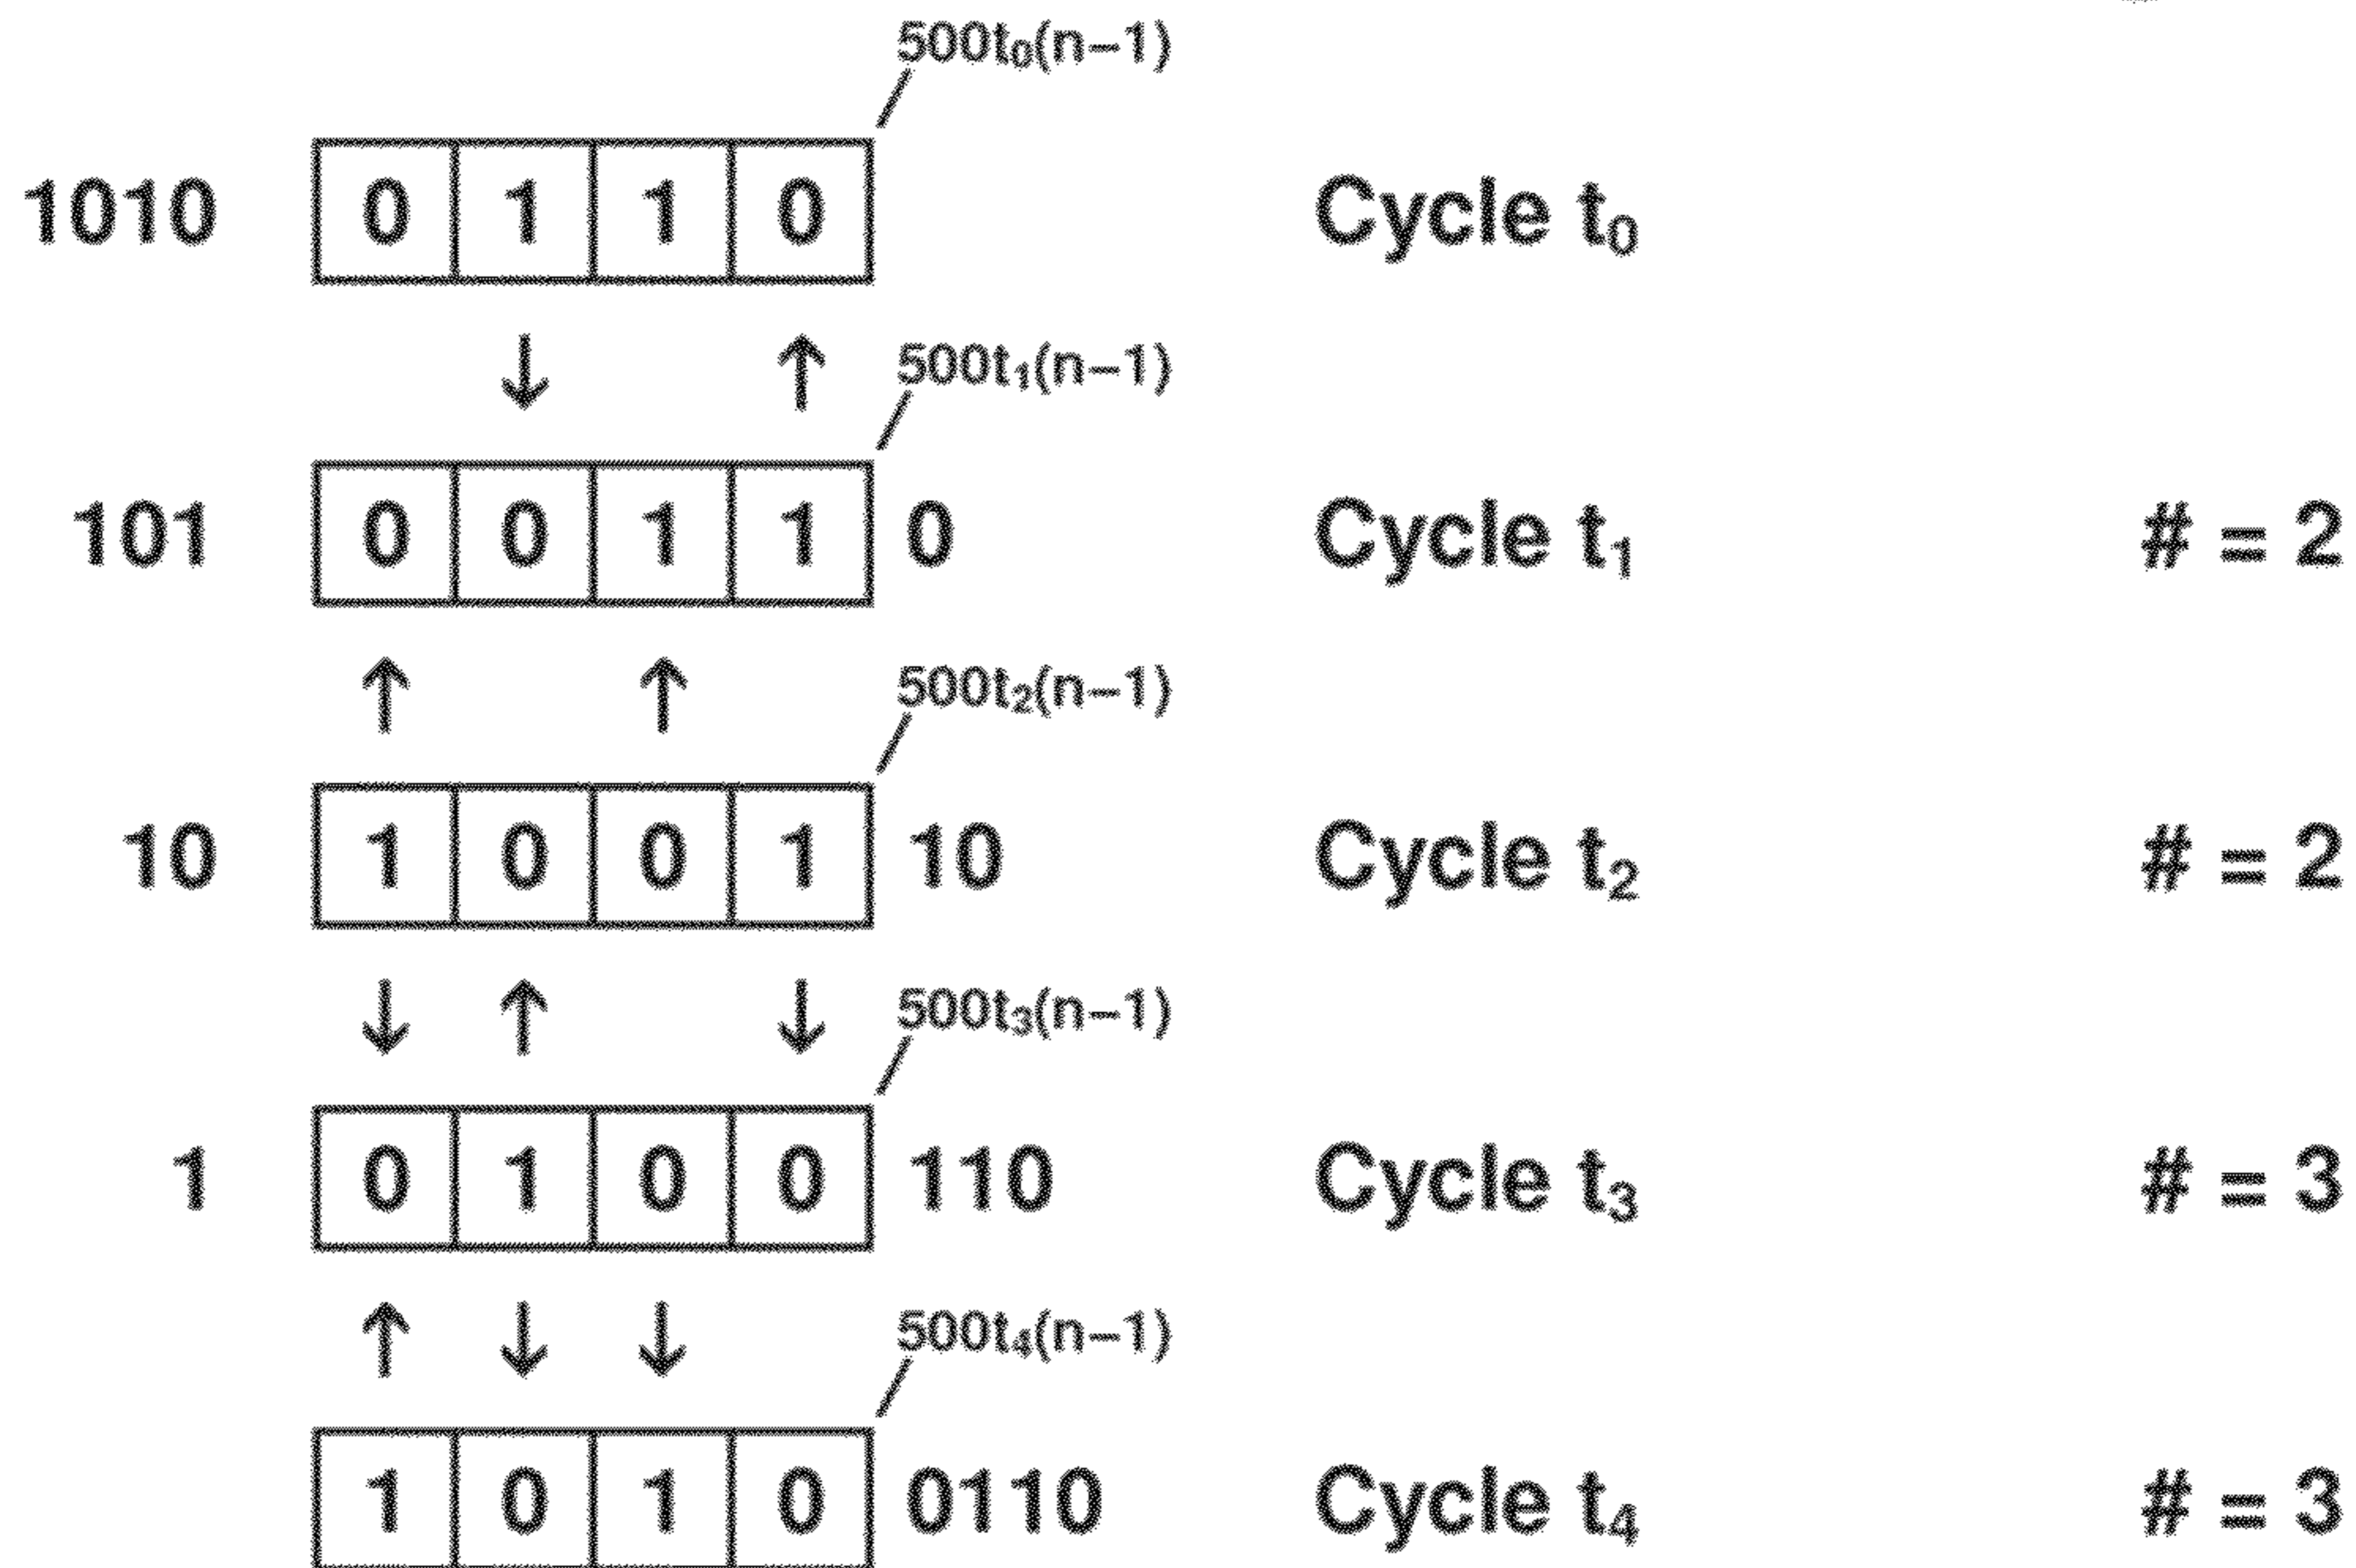 500t₀(n–1)
1010 0 1 1 0 Cycle t₀
↓ ↑ 500t₁(n–1)
101 0 0 1 1 0 Cycle t₁ # = 2
↑ ↑ 500t₂(n–1)
10 1 0 0 1 10 Cycle t₂ # = 2
↓ ↑ ↓ 500t₃(n–1)
1 0 1 0 0 110 Cycle t₃ # = 3
↑ ↓ ↓ 500t₄(n–1)
1 0 1 0 0110 Cycle t₄ # = 3